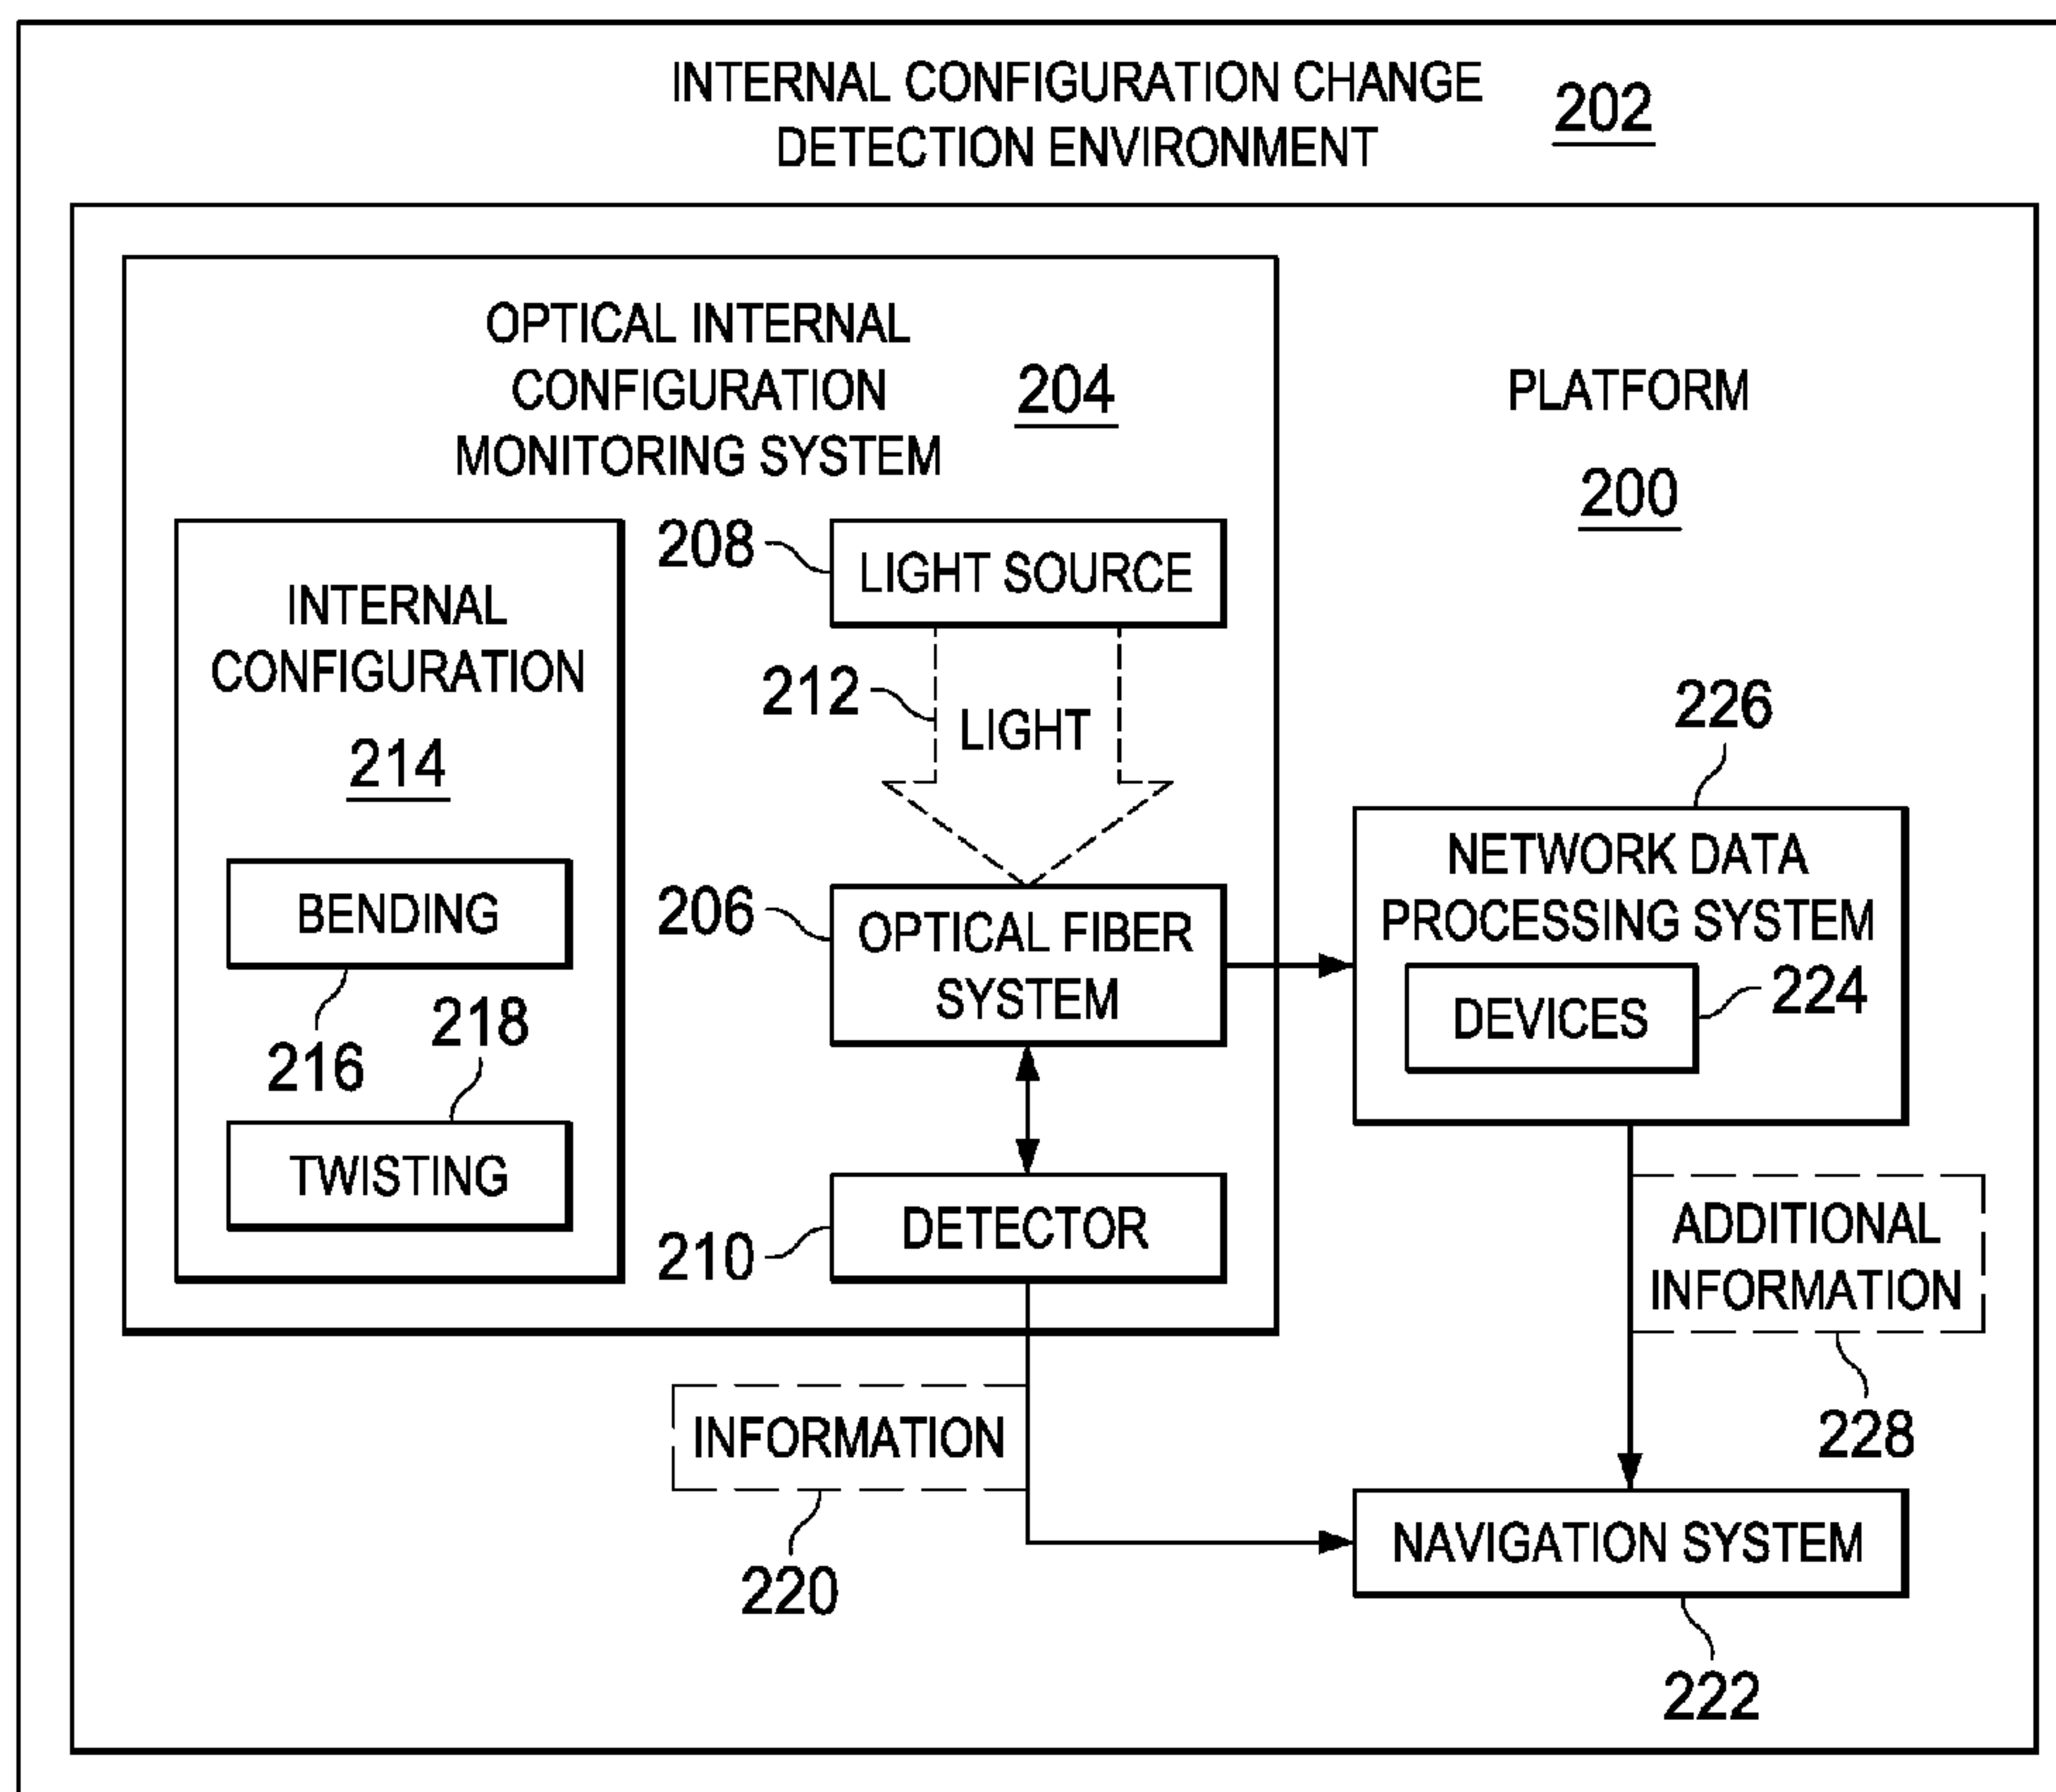 INTERNAL CONFIGURATION CHANGE
DETECTION ENVIRONMENT
202
OPTICAL INTERNAL
CONFIGURATION
MONITORING SYSTEM
204
PLATFORM
200
INTERNAL
CONFIGURATION
214
BENDING
216
218
TWISTING
208
LIGHT SOURCE
212
LIGHT
206
OPTICAL FIBER
SYSTEM
210
DETECTOR
226
NETWORK DATA
PROCESSING SYSTEM
DEVICES
224
ADDITIONAL
INFORMATION
228
INFORMATION
220
NAVIGATION SYSTEM
222